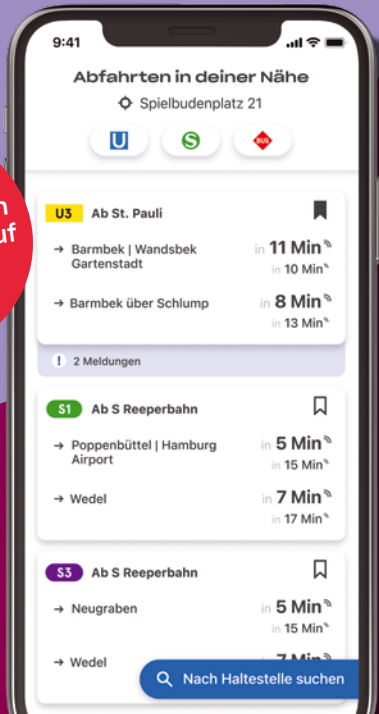 9:41
Abfahrten in deiner Nähe
Spielbudenplatz 21
U
S
BUS
U3 Ab St. Pauli
→ Barmbek | Wandsbek in 11 Min
Gartenstadt in 10 Min
→ Barmbek über Schlump in 8 Min
in 13 Min
! 2 Meldungen
S1 Ab S Reeperbahn
→ Poppenbüttel | Hamburg in 5 Min
Airport in 15 Min
→ Wedel in 7 Min
in 17 Min
S3 Ab S Reeperbahn
→ Neugraben in 5 Min
in 15 Min
→ Wedel in 7 Min
Nach Haltestelle suchen